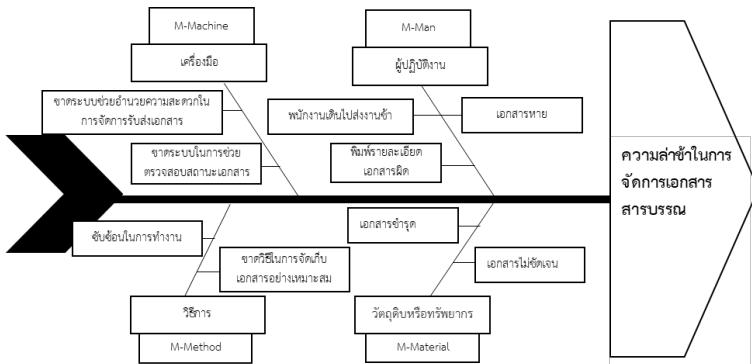 M-Machine
เครื่องมือ
M-Man
ผู้ปฏิบัติงาน
ขาดระบบช่วยอำนวยความสะดวกใน
การจัดการรับส่งเอกสาร
พนักงานเดินไปส่งงานช้า
เอกสารหาย
ขาดระบบในการช่วย
ตรวจสอบสถานะเอกสาร
พิมพ์รายละเอียด
เอกสารผิด
ความล่าช้าในการ
จัดการเอกสาร
สารบรรณ
ซับซ้อนในการทำงาน
เอกสารชำรุด
ขาดวิธีในการจัดเก็บ
เอกสารอย่างเหมาะสม
เอกสารไม่ชัดเจน
วิธีการ
M-Method
วัตถุดิบหรือทรัพยากร
M-Material